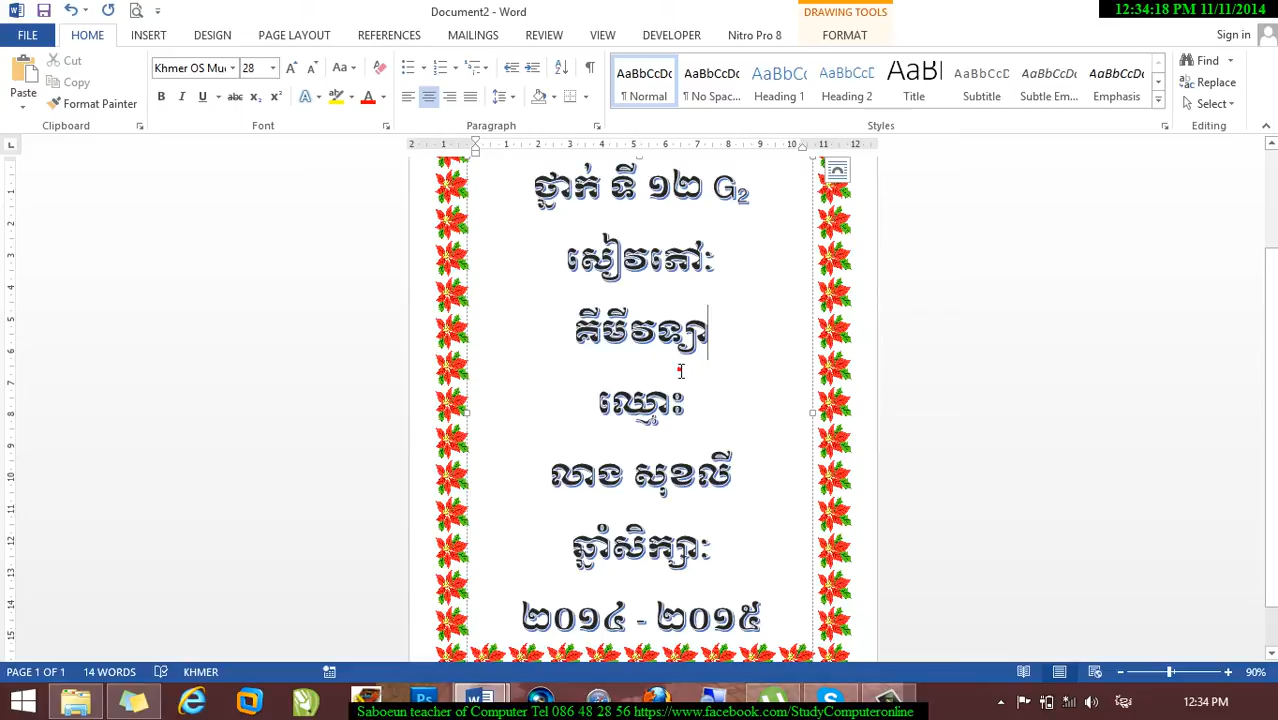 Document2 - Word
DRAWING TOOLS
12:34:18 PM 11/11/2014
FILE HOME INSERT DESIGN PAGE LAYOUT REFERENCES MAILINGS REVIEW VIEW DEVELOPER Nitro Pro 8 FORMAT Sign in
Paste
Cut
Copy
Format Painter
Clipboard
Khmer OS Mu 28
Font
Paragraph
AaBbCcDc AaBbCcDc AaBbCc AaBbCcC AaBl AaBbCcD AaBbCcDc AaBbCcDc
¶ Normal ¶ No Spac... Heading 1 Heading 2 Title Subtitle Subtle Em... Emphasis
Styles
Find
Replace
Select
Editing
ថ្នាក់ ទី ១២ G2
សៀវភៅ:
គីមីវទ្យា
ឈ្មោះ
លាង សុខលី
ឆ្នាំសិក្សា:
២០១៤ - ២០១៥
PAGE 1 OF 1 14 WORDS KHMER 90%
12:34 PM
Saboeun teacher of Computer Tel 086 48 28 56 https://www.facebook.com/StudyComputeronline